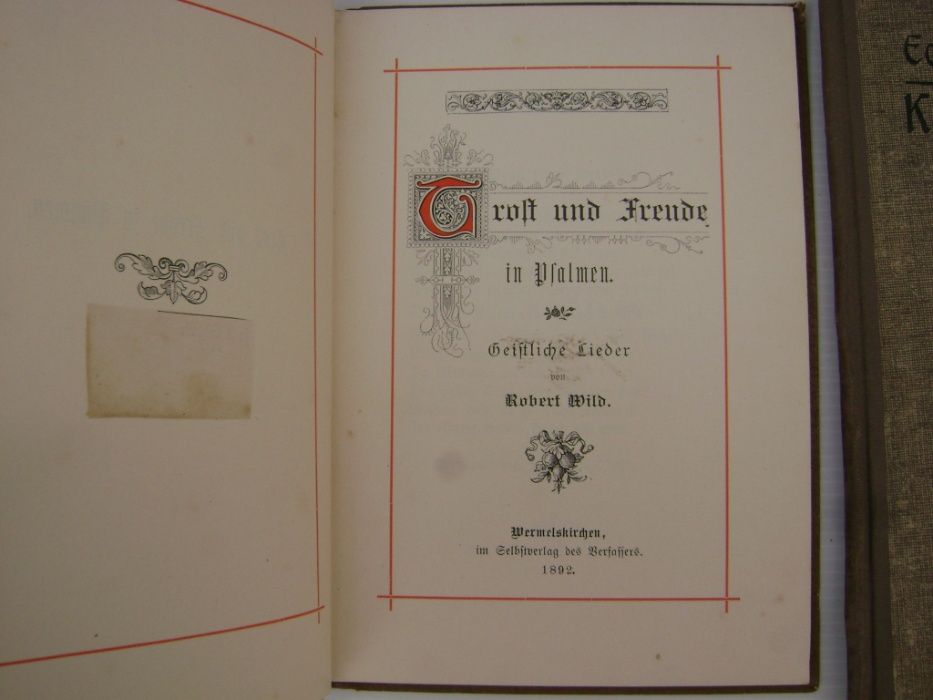 Trost und Freude
in Psalmen.
Geistliche Lieder
von
Robert Wild.
Wermelskirchen,
im Selbstverlag des Verfassers.
1892.